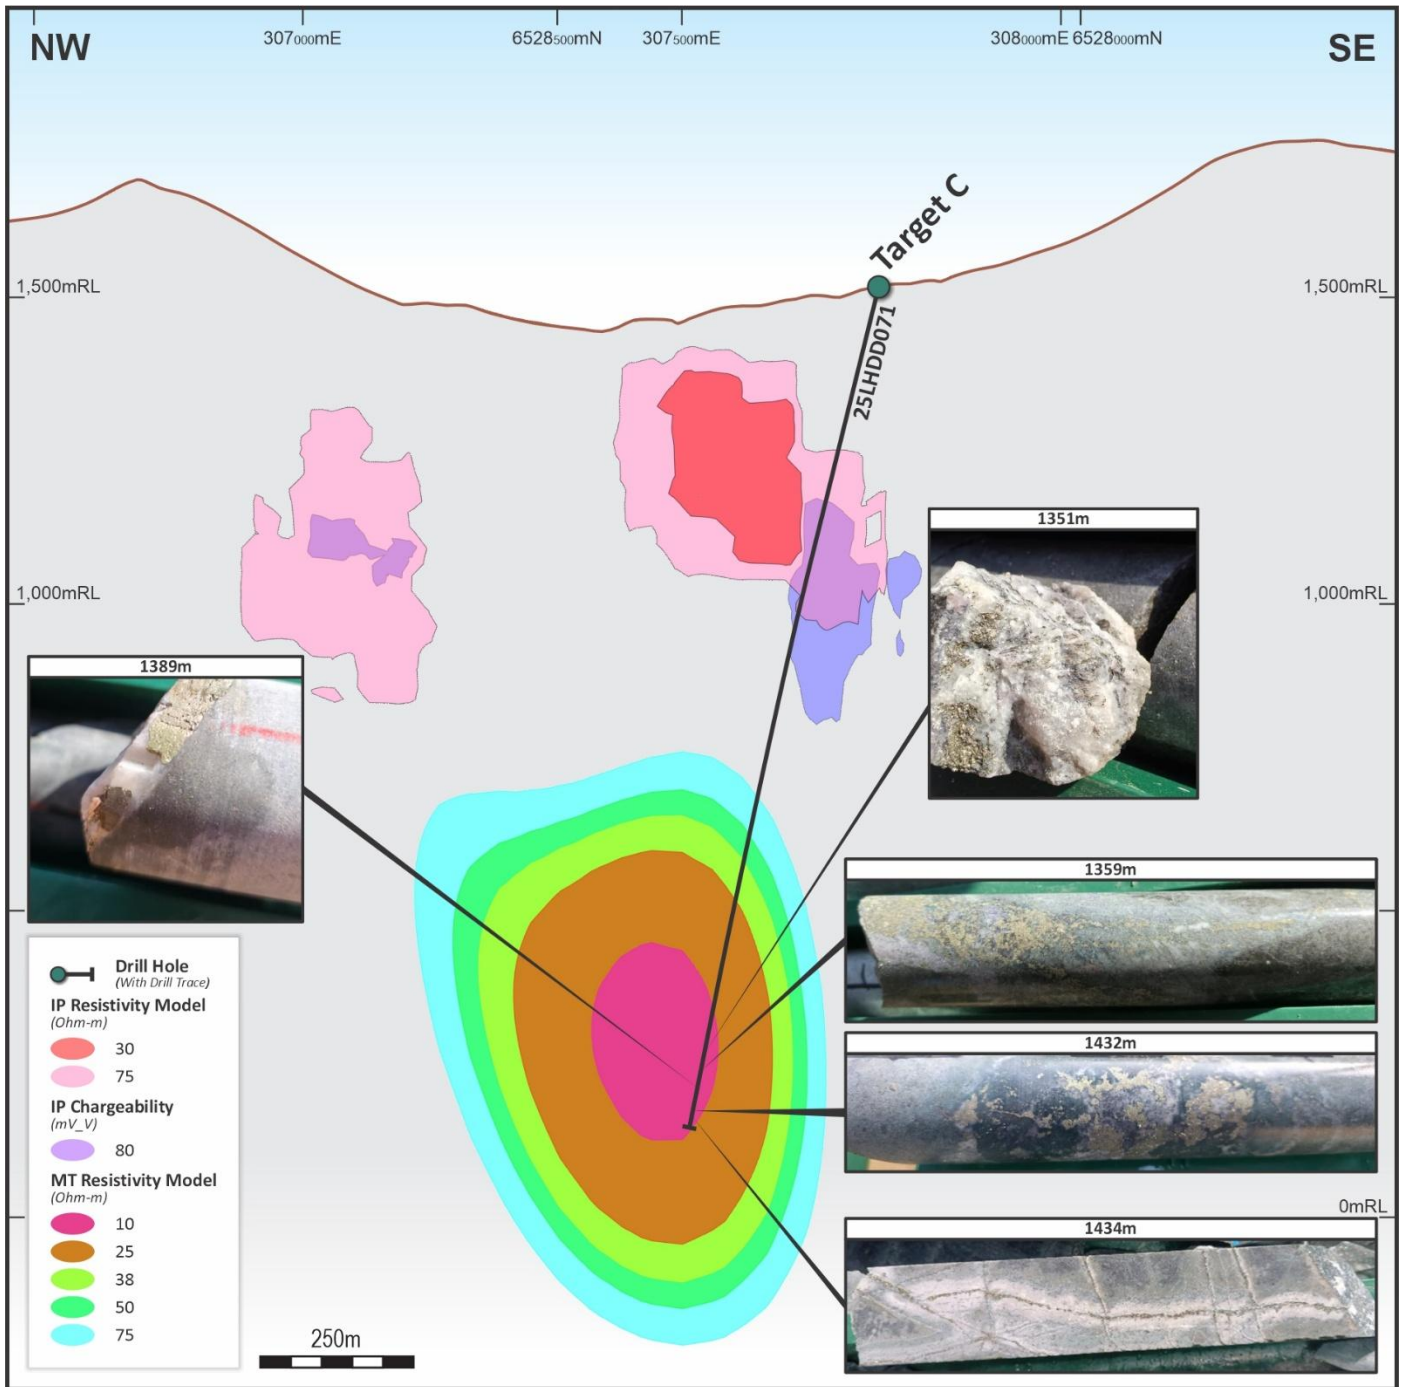 NW
307000mE
6528500mN
307500mE
308000mE
6528000mN
SE
Target C
25LHDD071
1,500mRL
1,500mRL
1,000mRL
1,000mRL
1351m
1389m
1359m
1432m
0mRL
1434m
Drill Hole
(With Drill Trace)
IP Resistivity Model
(Ohm-m)
30
75
IP Chargeability
(mV_V)
80
MT Resistivity Model
(Ohm-m)
10
25
38
50
75
250m